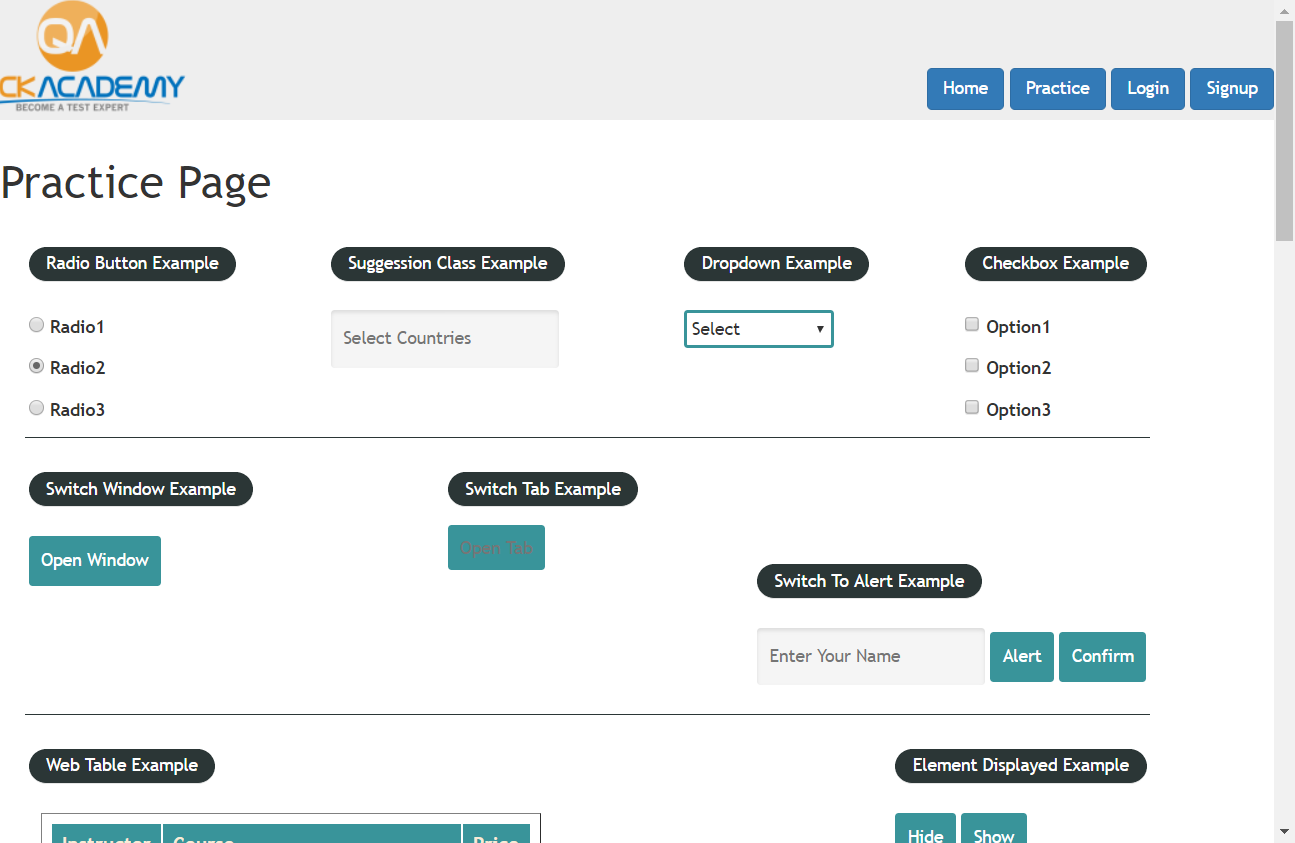 QA
CKACADEMY
BECOME A TEST EXPERT
Home Practice Login Signup
Practice Page
Radio Button Example Suggession Class Example Dropdown Example Checkbox Example
Radio1 Select Countries Select Option1
Radio2 Option2
Radio3 Option3
Switch Window Example Switch Tab Example
Open Window Open Tab
Switch To Alert Example
Enter Your Name Alert Confirm
Web Table Example Element Displayed Example
Instructor Course Price Hide Show